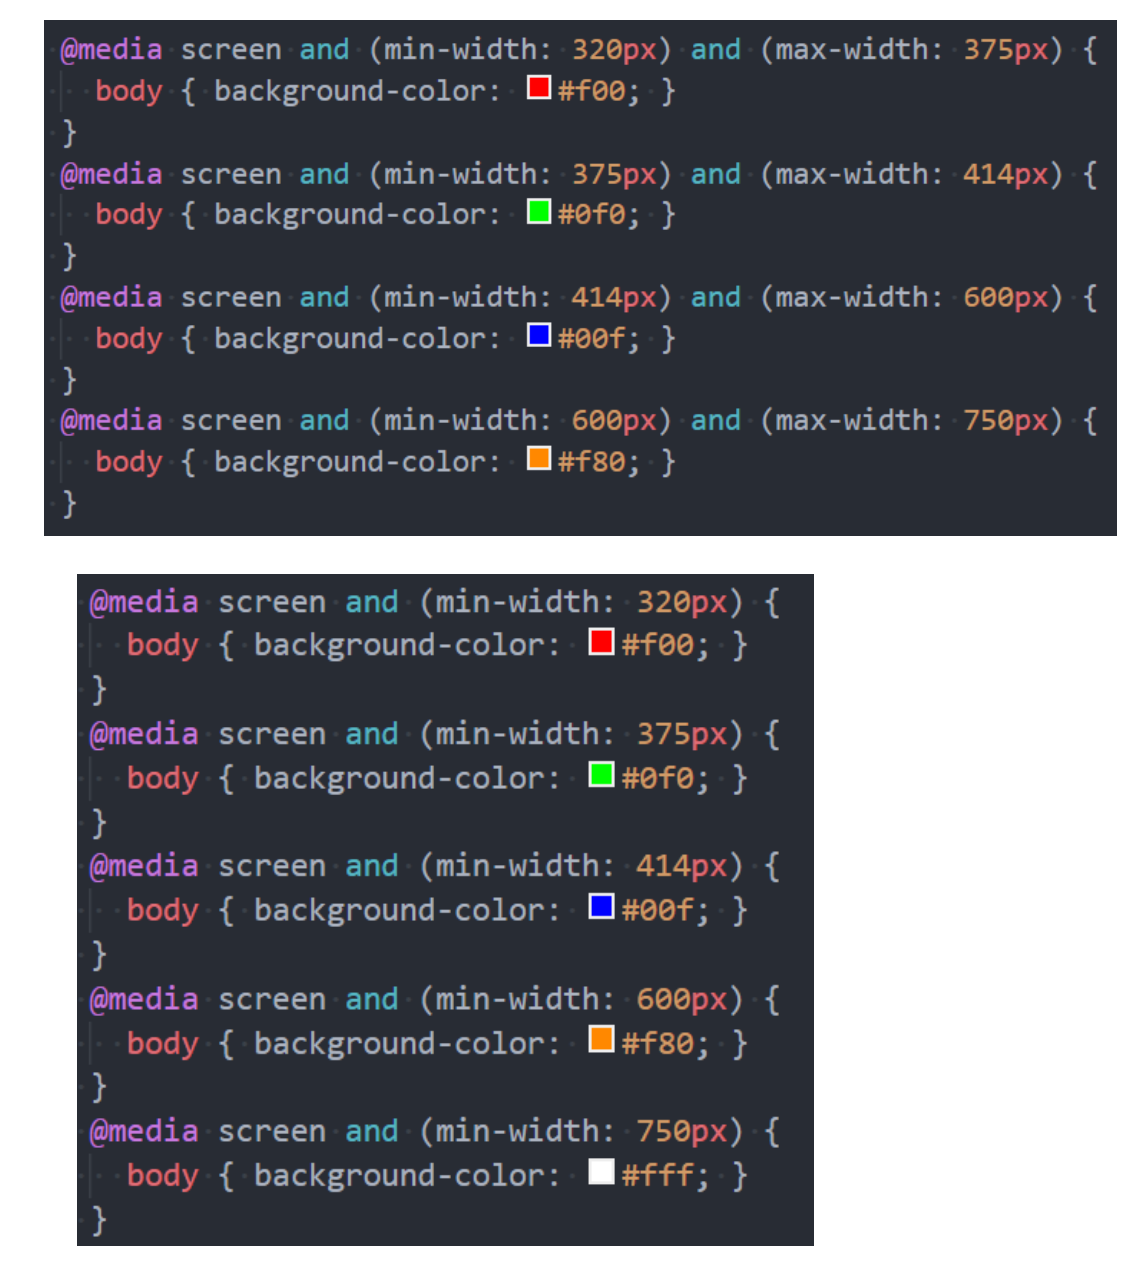 @media screen and (min-width: 320px) and (max-width: 375px) {
  body { background-color: #f00; }
}
@media screen and (min-width: 375px) and (max-width: 414px) {
  body { background-color: #0f0; }
}
@media screen and (min-width: 414px) and (max-width: 600px) {
  body { background-color: #00f; }
}
@media screen and (min-width: 600px) and (max-width: 750px) {
  body { background-color: #f80; }
}
@media screen and (min-width: 320px) {
  body { background-color: #f00; }
}
@media screen and (min-width: 375px) {
  body { background-color: #0f0; }
}
@media screen and (min-width: 414px) {
  body { background-color: #00f; }
}
@media screen and (min-width: 600px) {
  body { background-color: #f80; }
}
@media screen and (min-width: 750px) {
  body { background-color: #fff; }
}